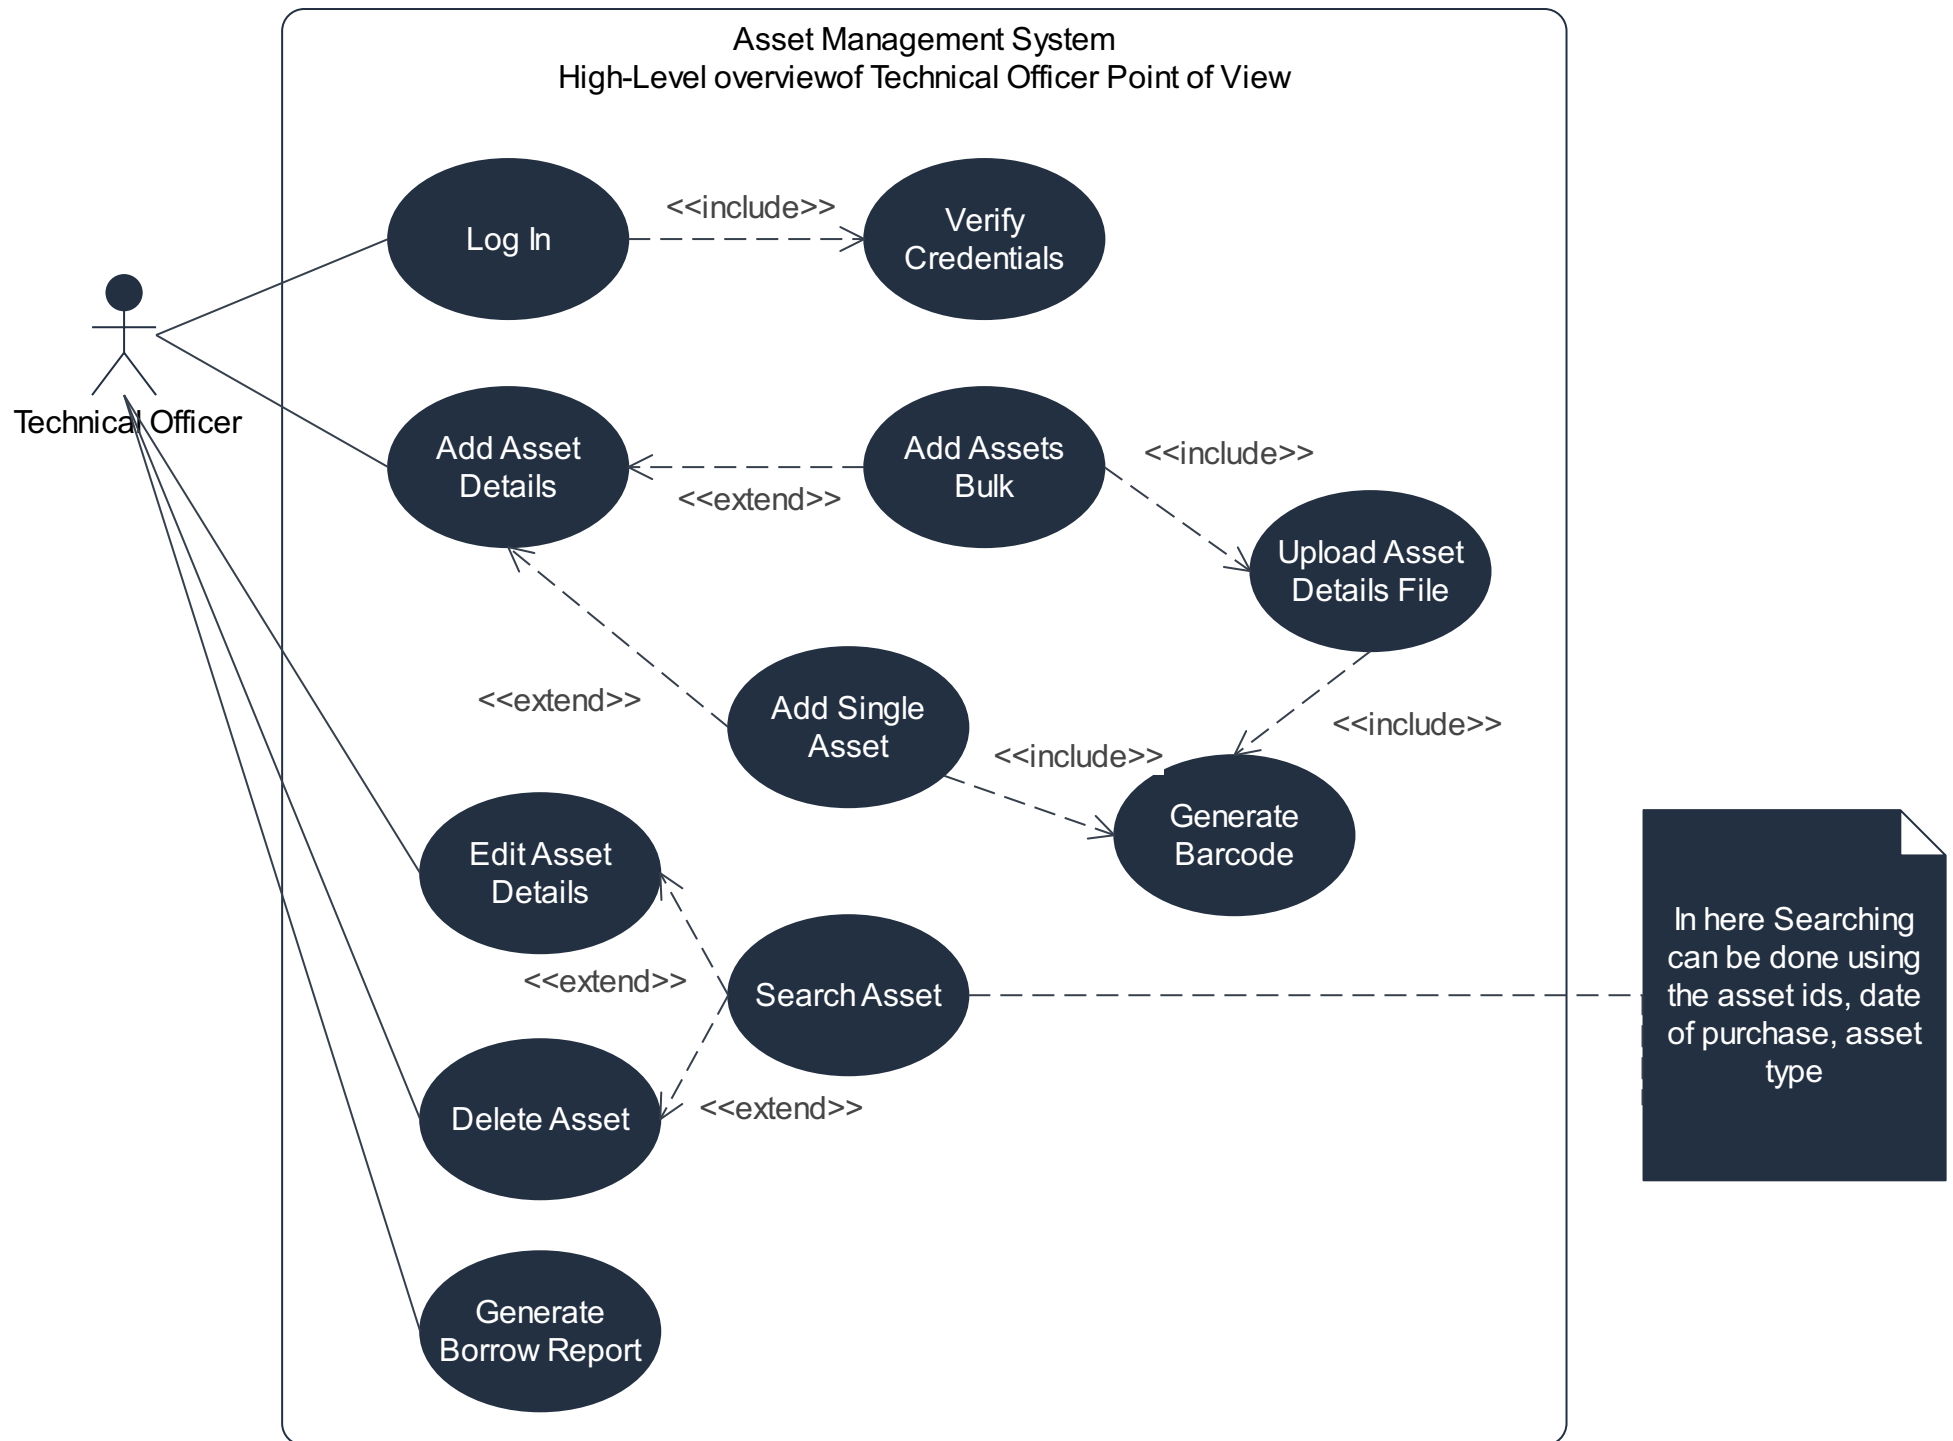 Asset Management System
High-Level overviewof Technical Officer Point of View
Log In
<<include>>
Verify
Credentials
Technical Officer
Add Asset
Details
<<extend>>
Add Assets
Bulk
<<include>>
Upload Asset
Details File
<<extend>>
Add Single
Asset
<<include>>
<<include>>
Generate
Barcode
Edit Asset
Details
<<extend>>
Search Asset
In here Searching
can be done using
the asset ids, date
of purchase, asset
type
Delete Asset
<<extend>>
Generate
Borrow Report